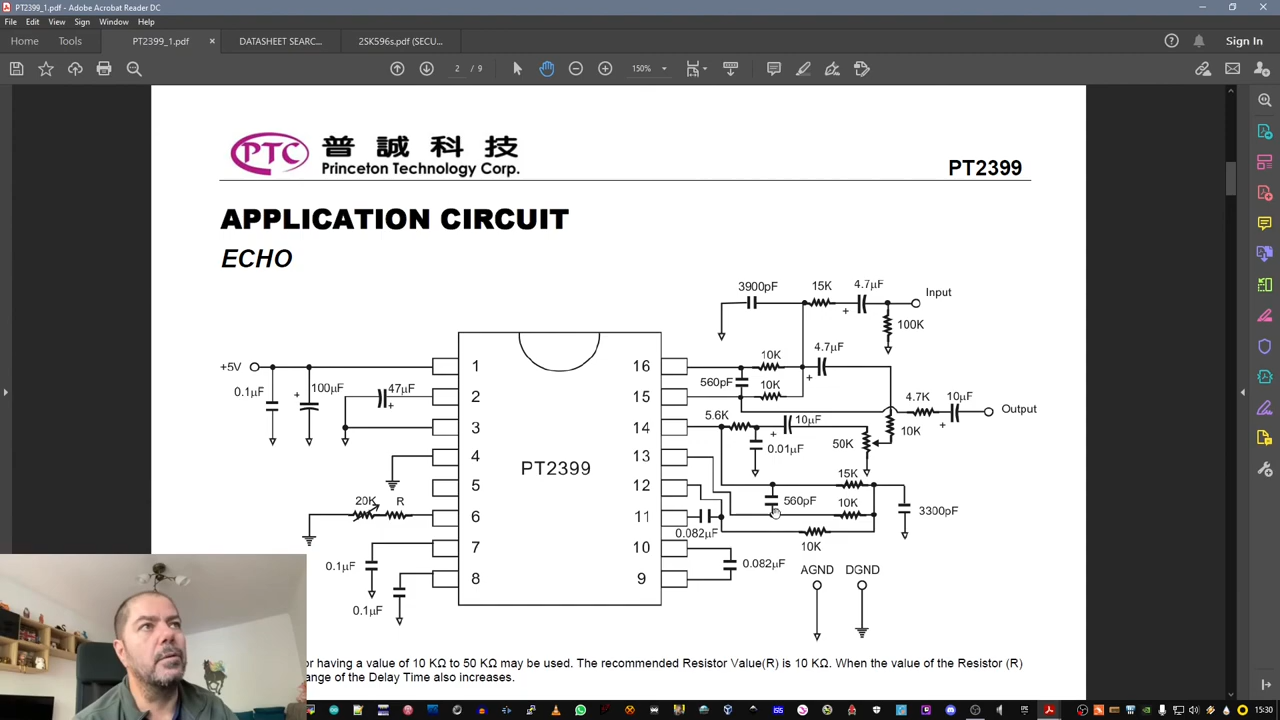 PT2399_1.pdf - Adobe Acrobat Reader DC
File Edit View Sign Window Help
Home Tools PT2399_1.pdf × DATASHEET SEARC... 2SK596s.pdf (SECU... Sign In
2 / 9 150%
PTC 普誠科技
Princeton Technology Corp.
PT2399
APPLICATION CIRCUIT
ECHO
3900pF 15K 4.7µF Input
+ 100K
10K 4.7µF
+5V 1 16 +
0.1µF + 100µF 47µF 560pF 10K 4.7K 10µF Output
+ 2 15 +
5.6K 10µF 10K
3 14 + 50K
0.01µF
4 13
PT2399 15K
20K R 5 12 560pF 10K
6 11 3300pF
0.082µF 10K
7 10
0.1µF 0.082µF AGND DGND
8 9
0.1µF
or having a value of 10 KΩ to 50 KΩ may be used. The recommended Resistor Value(R) is 10 KΩ. When the value of the Resistor (R)
ange of the Delay Time also increases.
15:30